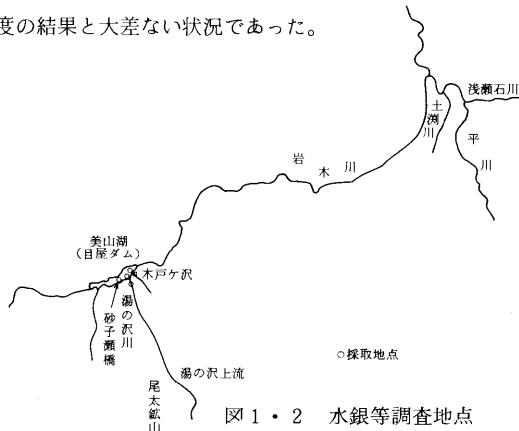 度の結果と大差ない状況であった。
浅瀬石川
土渕川
平川
岩木川
美山湖
(目屋ダム)
木戸ケ沢
湯の沢川
砂子瀬橋
湯の沢上流
尾太鉱山
○採取地点
図1・2 水銀等調査地点